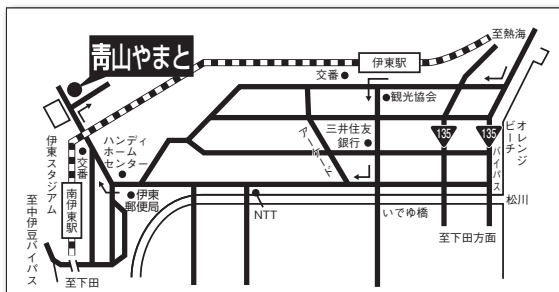 青山やまと
至熱海
伊東駅
交番
観光協会
三井住友
銀行
アーケード
135
135
オレンジ
ビーチ
バイパス
ハンディ
ホーム
センター
交番
伊東スタジアム
南伊東駅
至中伊豆バイパス
伊東
郵便局
NTT
いでゆ橋
松川
至下田方面
至下田